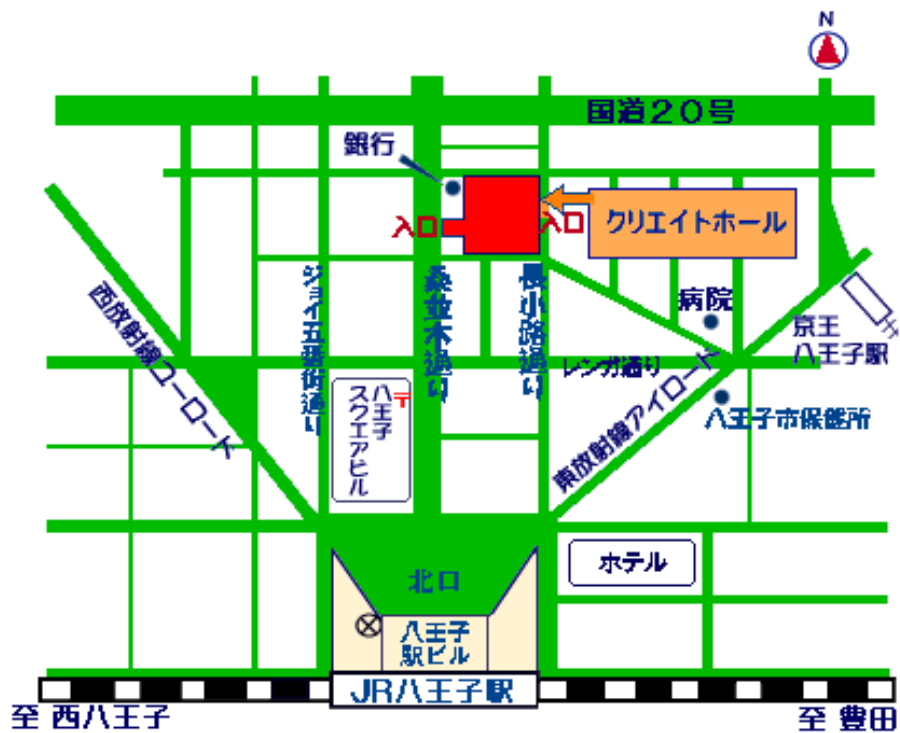 N
国道20号
銀行
入口
入口
クリエイトホール
ジョイ五番街通り
桑並木通り
長小路通り
西放射線ユーロード
病院
京王
八王子駅
レンガ通り
八王子
スクエアビル
〒
東放射線アイロード
八王子市保健所
ホテル
北口
八王子
駅ビル
JR八王子駅
至 西八王子
至 豊田